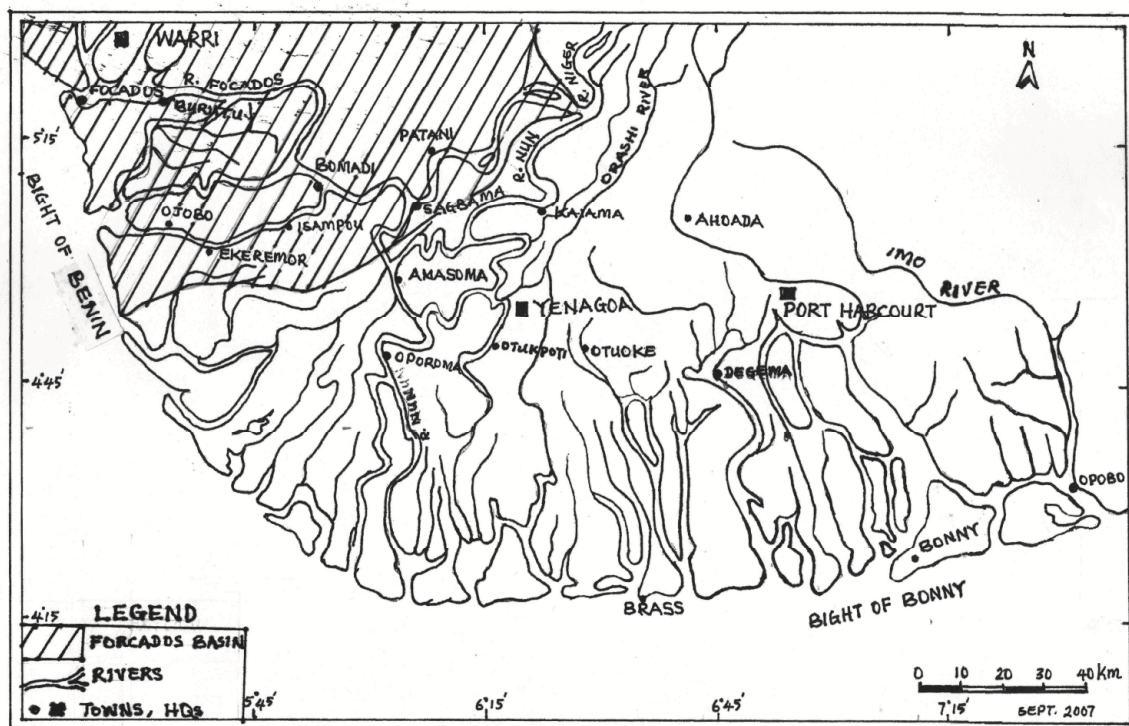 WARRI
N
R. FOCADOS
R. NIGER
FOCADOS
BURUTU
ORASHI RIVER
5°15'
PATANI
R. NUN
BOMADI
BIGHT OF BENIN
SAGBAMA
KAIAMA
OJOBO
ISAMPOU
AHOADA
EKEREMOR
IMO
RIVER
AMASOMA
YENAGOA
PORT HARCOURT
OPOROMA
OTUKPOTI
OTUOKE
DEGEMA
4°45'
R. NUN
OPOBO
BONNY
BRASS
BIGHT OF BONNY
4°15'
LEGEND
FORCADOS BASIN
RIVERS
TOWNS, HQs
0 10 20 30 40 Km
5°45'
6°15'
6°45'
7°15'
SEPT. 2007